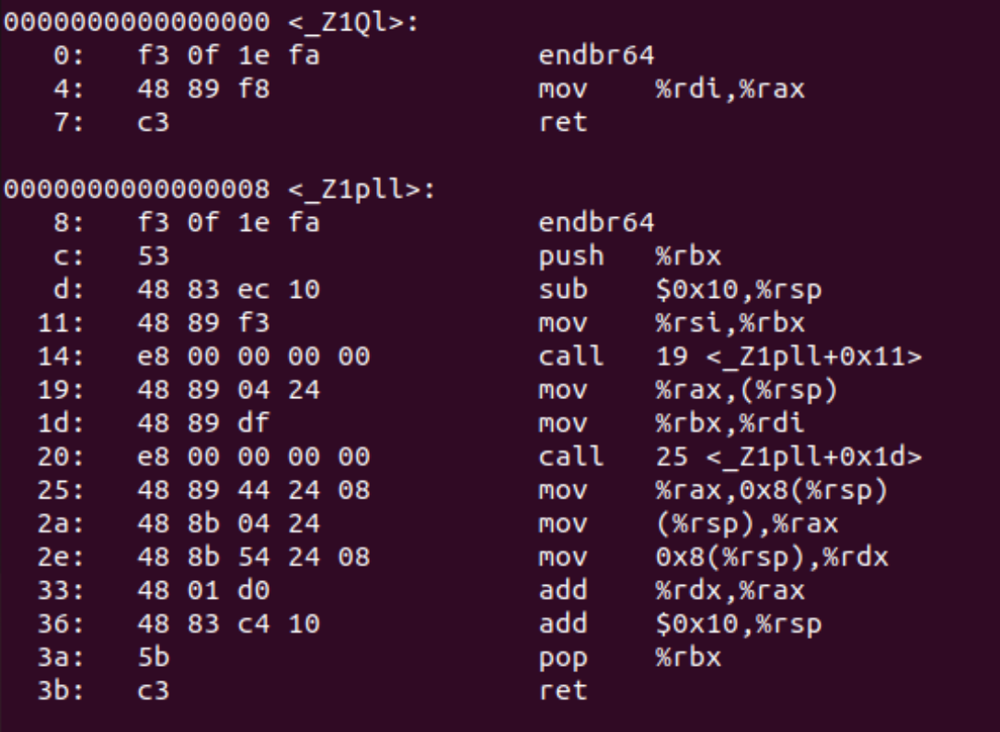 0000000000000000 <_Z1Ql>:
   0:   f3 0f 1e fa             endbr64
   4:   48 89 f8                mov    %rdi,%rax
   7:   c3                      ret

0000000000000008 <_Z1pll>:
   8:   f3 0f 1e fa             endbr64
   c:   53                      push   %rbx
   d:   48 83 ec 10             sub    $0x10,%rsp
  11:   48 89 f3                mov    %rsi,%rbx
  14:   e8 00 00 00 00          call   19 <_Z1pll+0x11>
  19:   48 89 04 24             mov    %rax,(%rsp)
  1d:   48 89 df                mov    %rbx,%rdi
  20:   e8 00 00 00 00          call   25 <_Z1pll+0x1d>
  25:   48 89 44 24 08          mov    %rax,0x8(%rsp)
  2a:   48 8b 04 24             mov    (%rsp),%rax
  2e:   48 8b 54 24 08          mov    0x8(%rsp),%rdx
  33:   48 01 d0                add    %rdx,%rax
  36:   48 83 c4 10             add    $0x10,%rsp
  3a:   5b                      pop    %rbx
  3b:   c3                      ret